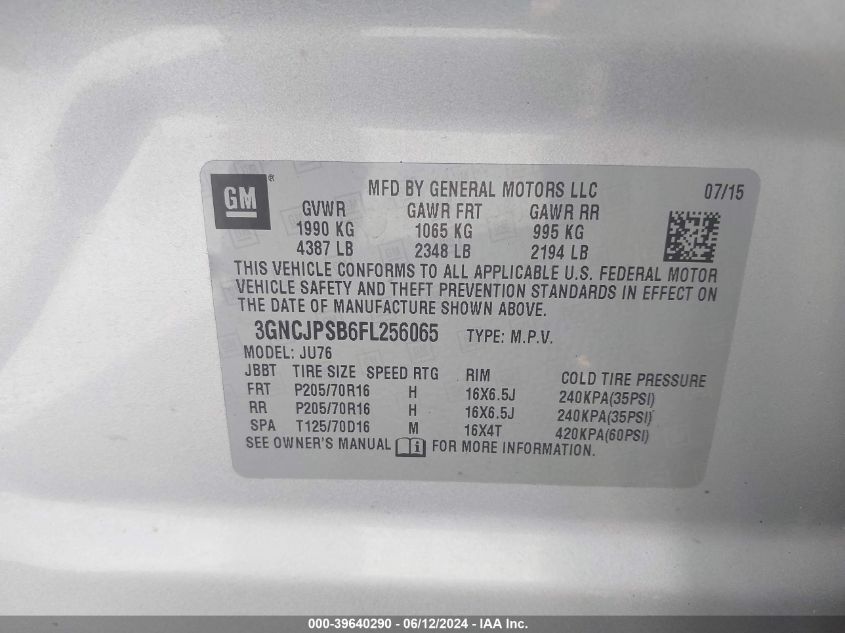 GM ® MFD BY GENERAL MOTORS LLC 07/15
GVWR GAWR FRT GAWR RR
1990 KG 1065 KG 995 KG
4387 LB 2348 LB 2194 LB
THIS VEHICLE CONFORMS TO ALL APPLICABLE U.S. FEDERAL MOTOR
VEHICLE SAFETY AND THEFT PREVENTION STANDARDS IN EFFECT ON
THE DATE OF MANUFACTURE SHOWN ABOVE.
3GNCJPSB6FL256065 TYPE: M.P.V.
MODEL: JU76
JBBT TIRE SIZE SPEED RTG RIM COLD TIRE PRESSURE
FRT P205/70R16 H 16X6.5J 240KPA(35PSI)
RR P205/70R16 H 16X6.5J 240KPA(35PSI)
SPA T125/70D16 M 16X4T 420KPA(60PSI)
SEE OWNER'S MANUAL FOR MORE INFORMATION.
000-39640290 - 06/12/2024 - IAA Inc.